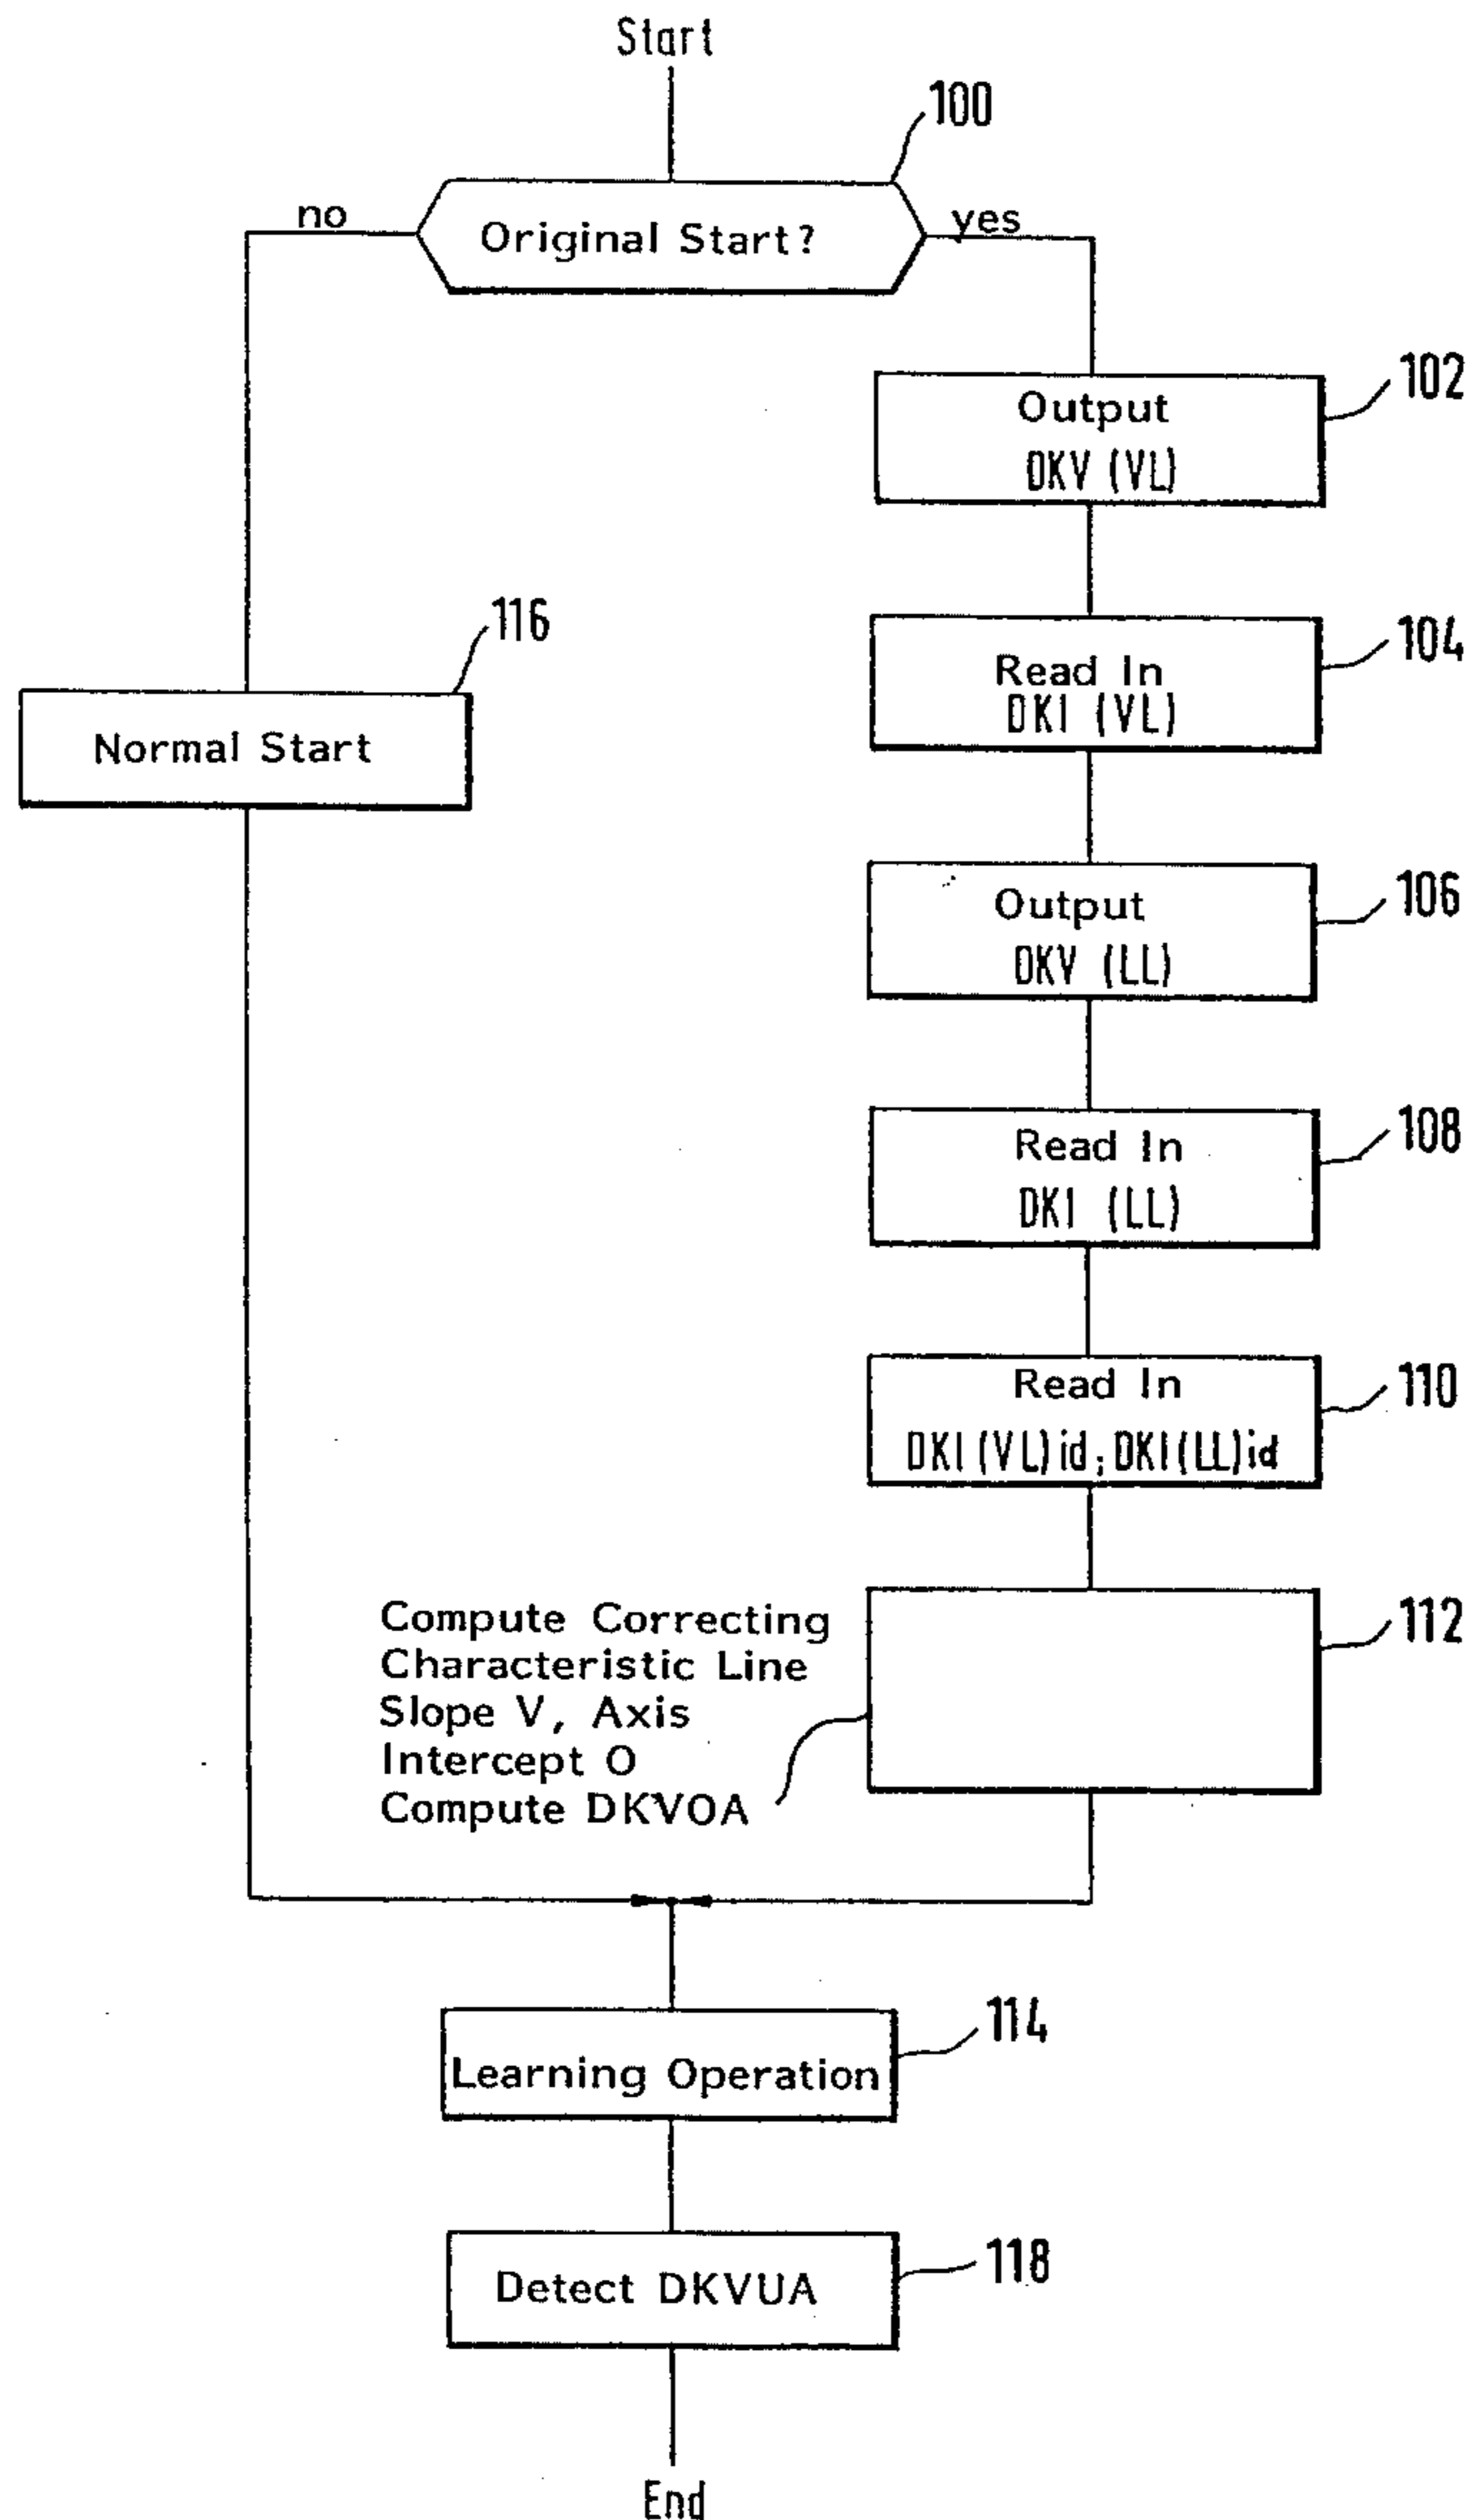 Start
100
no
Original Start?
yes
102
Output
DKV (VL)
104
Read In
DKI (VL)
116
Normal Start
106
Output
DKV (LL)
108
Read In
DKI (LL)
110
Read In
DKI(VL)id;DKI(LL)id
112
Compute Correcting
Characteristic Line
Slope V, Axis
Intercept O
Compute DKVOA
114
Learning Operation
118
Detect DKVUA
End